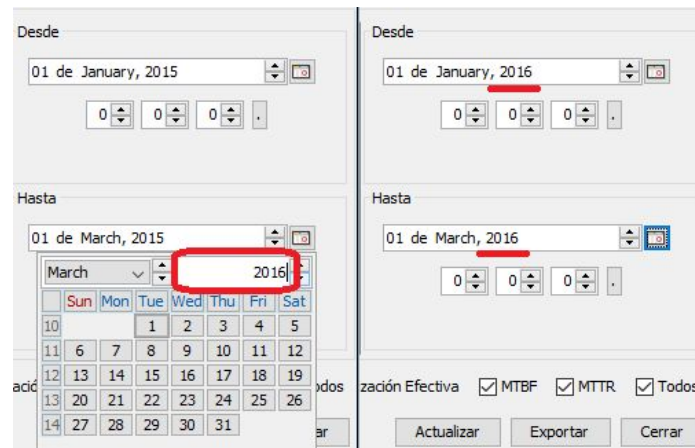 Desde
01 de January, 2015
0 0 0 .
Hasta
01 de March, 2015
March 2016
Sun Mon Tue Wed Thu Fri Sat
10 1 2 3 4 5
11 6 7 8 9 10 11 12
12 13 14 15 16 17 18 19
13 20 21 22 23 24 25 26
14 27 28 29 30 31
ació
odos
ar
Desde
01 de January, 2016
0 0 0 .
Hasta
01 de March, 2016
0 0 0 .
zación Efectiva MTBF MTTR Todos
Actualizar Exportar Cerrar